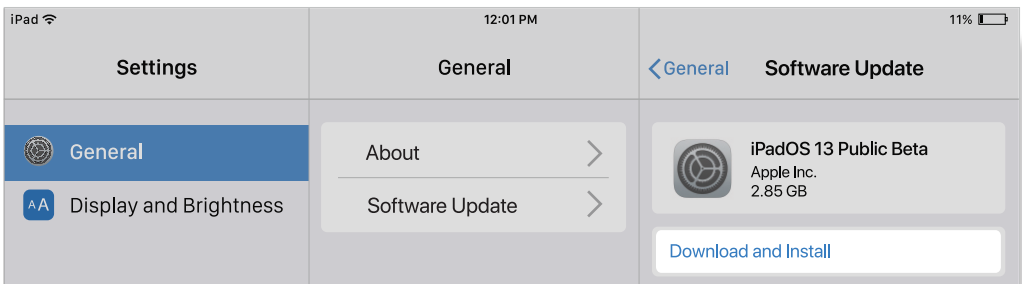 iPad 12:01 PM 11%
Settings General General Software Update
General
AA Display and Brightness
About
Software Update
iPadOS 13 Public Beta
Apple Inc.
2.85 GB
Download and Install